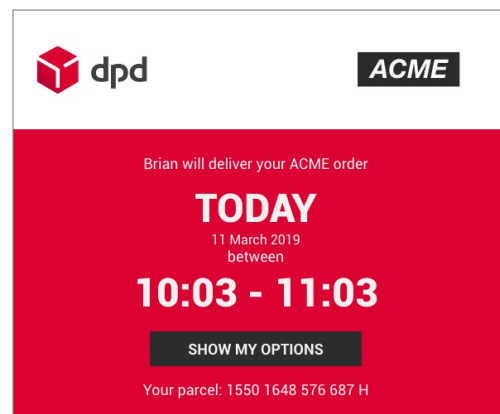 dpd
ACME
Brian will deliver your ACME order
TODAY
11 March 2019
between
10:03 - 11:03
SHOW MY OPTIONS
Your parcel: 1550 1648 576 687 H